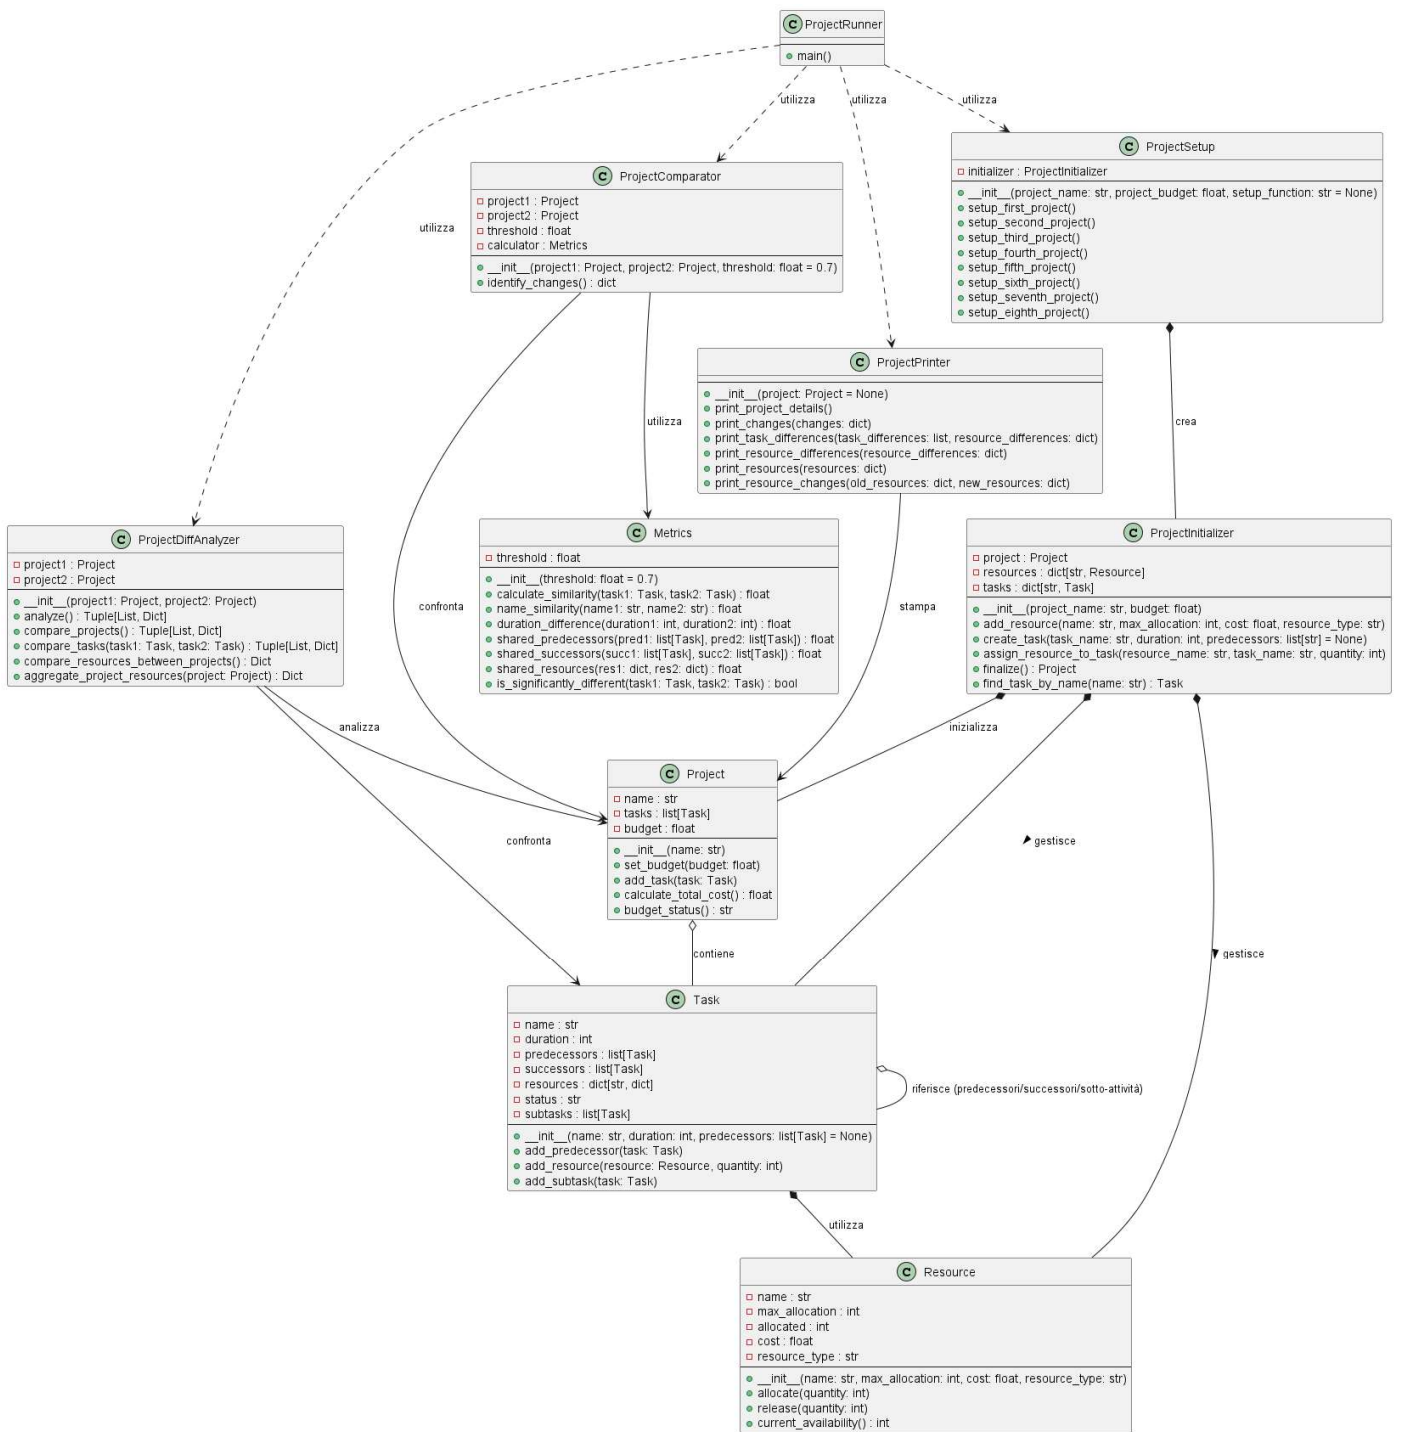 C ProjectRunner
main()
utilizza
utilizza
utilizza
utilizza
C ProjectSetup
initializer : ProjectInitializer
__init__(project_name: str, project_budget: float, setup_function: str = None)
setup_first_project()
setup_second_project()
setup_third_project()
setup_fourth_project()
setup_fifth_project()
setup_sixth_project()
setup_seventh_project()
setup_eighth_project()
C ProjectComparator
project1 : Project
project2 : Project
threshold : float
calculator : Metrics
__init__(project1: Project, project2: Project, threshold: float = 0.7)
identify_changes() : dict
C ProjectPrinter
__init__(project: Project = None)
print_project_details()
print_changes(changes: dict)
print_task_differences(task_differences: list, resource_differences: dict)
print_resource_differences(resource_differences: dict)
print_resources(resources: dict)
print_resource_changes(old_resources: dict, new_resources: dict)
utilizza
crea
C ProjectDiffAnalyzer
project1 : Project
project2 : Project
__init__(project1: Project, project2: Project)
analyze() : Tuple[List, Dict]
compare_projects() : Tuple[List, Dict]
compare_tasks(task1: Task, task2: Task) : Tuple[List, Dict]
compare_resources_between_projects() : Dict
aggregate_project_resources(project: Project) : Dict
C Metrics
threshold : float
__init__(threshold: float = 0.7)
calculate_similarity(task1: Task, task2: Task) : float
name_similarity(name1: str, name2: str) : float
duration_difference(duration1: int, duration2: int) : float
shared_predecessors(pred1: list[Task], pred2: list[Task]) : float
shared_successors(succ1: list[Task], succ2: list[Task]) : float
shared_resources(res1: dict, res2: dict) : float
is_significantly_different(task1: Task, task2: Task) : bool
C ProjectInitializer
project : Project
resources : dict[str, Resource]
tasks : dict[str, Task]
__init__(project_name: str, budget: float)
add_resource(name: str, max_allocation: int, cost: float, resource_type: str)
create_task(task_name: str, duration: int, predecessors: list[str] = None)
assign_resource_to_task(resource_name: str, task_name: str, quantity: int)
finalize() : Project
find_task_by_name(name: str) : Task
confronta
stampa
analizza
inizializza
C Project
name : str
tasks : list[Task]
budget : float
__init__(name: str)
set_budget(budget: float)
add_task(task: Task)
calculate_total_cost() : float
budget_status() : str
confronta
gestisce
contiene
gestisce
C Task
name : str
duration : int
predecessors : list[Task]
successors : list[Task]
resources : dict[str, dict]
status : str
subtasks : list[Task]
__init__(name: str, duration: int, predecessors: list[Task] = None)
add_predecessor(task: Task)
add_resource(resource: Resource, quantity: int)
add_subtask(task: Task)
riferisce (predecessori/successori/sotto-attività)
utilizza
C Resource
name : str
max_allocation : int
allocated : int
cost : float
resource_type : str
__init__(name: str, max_allocation: int, cost: float, resource_type: str)
allocate(quantity: int)
release(quantity: int)
current_availability() : int